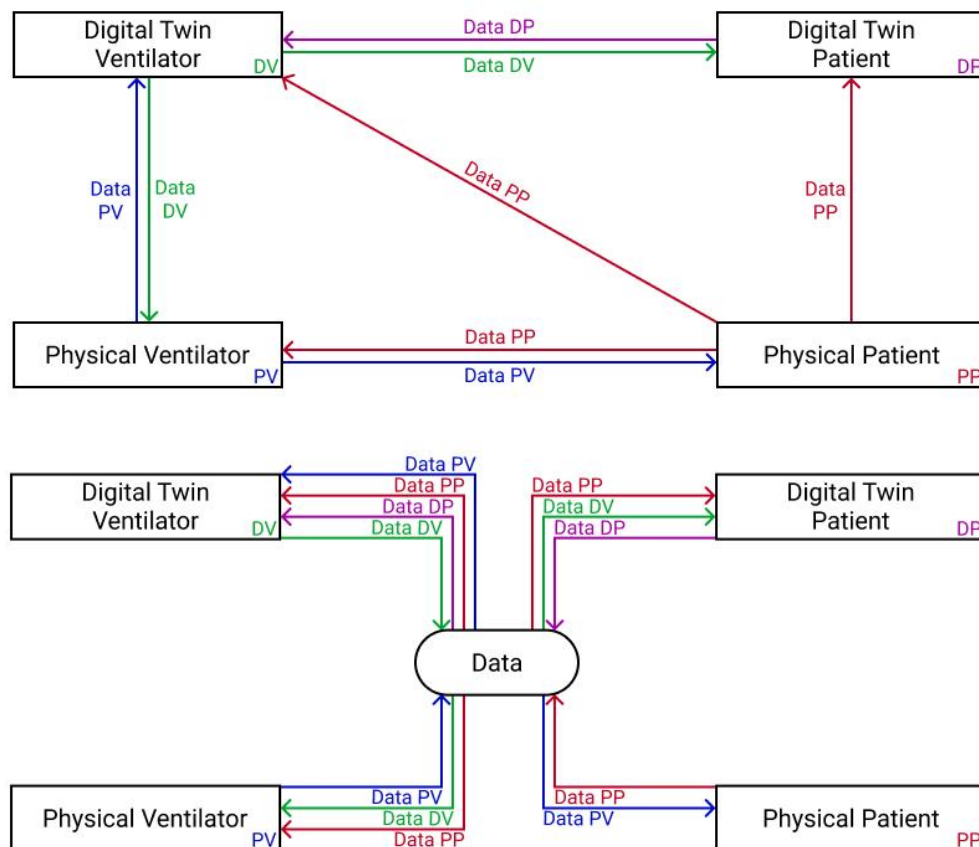 Digital Twin
Ventilator
DV
Data DP
Data DV
Digital Twin
Patient
DP
Data
PV
Data
DV
Data PP
Data
PP
Physical Ventilator
PV
Data PP
Data PV
Physical Patient
PP
Digital Twin
Ventilator
DV
Data PV
Data PP
Data DP
Data DV
Data PP
Data DV
Data DP
Digital Twin
Patient
DP
Data
Physical Ventilator
PV
Data PV
Data DV
Data PP
Data PP
Data PV
Physical Patient
PP